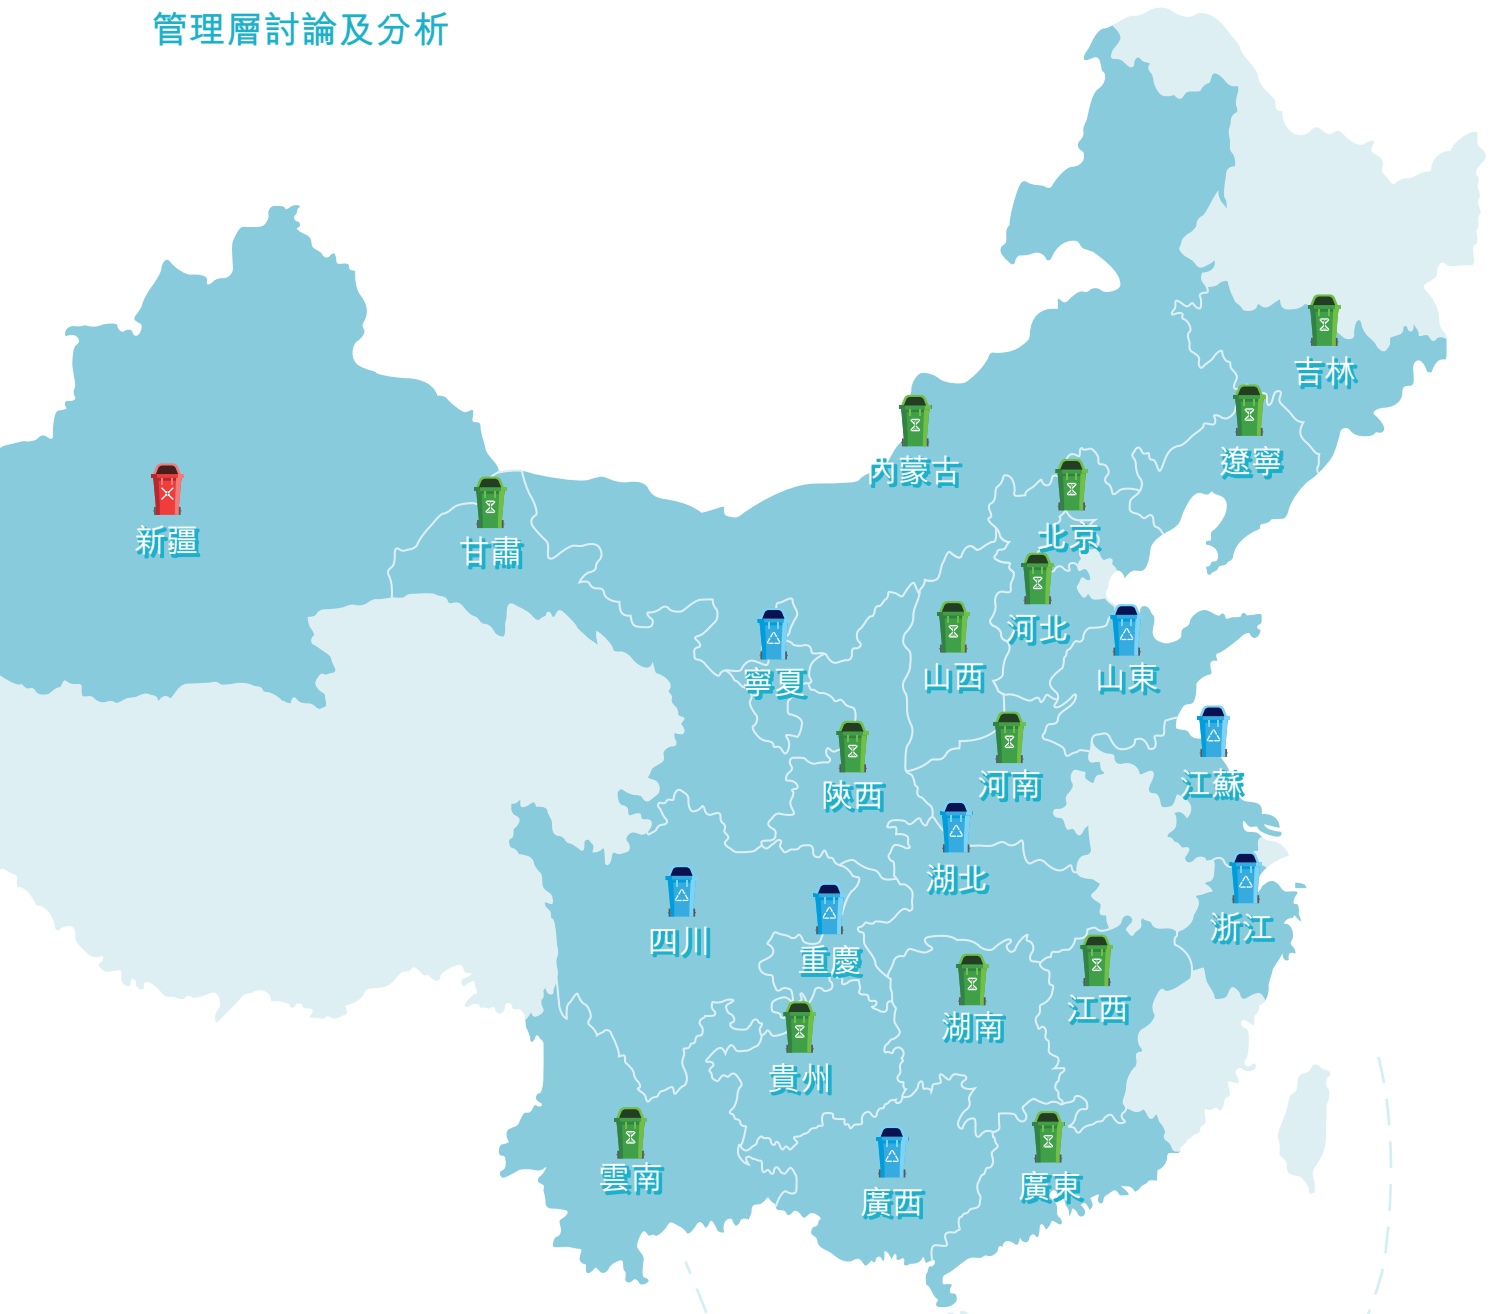 管理層討論及分析
吉林
遼寧
內蒙古
新疆
甘肅
北京
河北
寧夏
山西
山東
陝西
河南
江蘇
湖北
四川
重慶
浙江
湖南
江西
貴州
雲南
廣西
廣東